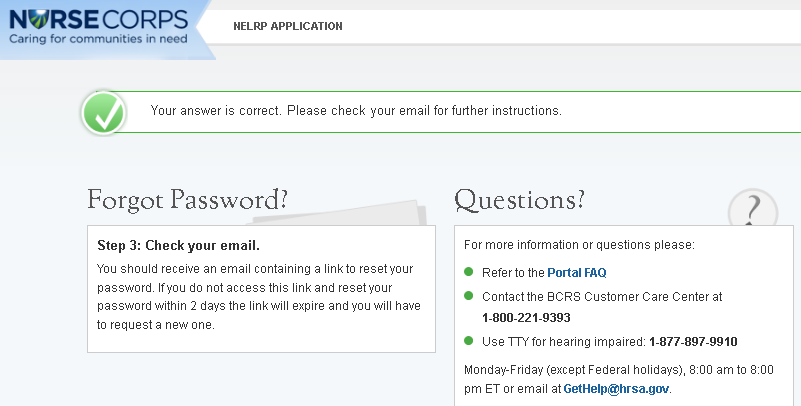 NURSE CORPS
Caring for communities in need
NELRP APPLICATION
Your answer is correct. Please check your email for further instructions.
Forgot Password?
Step 3: Check your email.
You should receive an email containing a link to reset your
password. If you do not access this link and reset your
password within 2 days the link will expire and you will have
to request a new one.
Questions?
?
For more information or questions please:
Refer to the Portal FAQ
Contact the BCRS Customer Care Center at
1-800-221-9393
Use TTY for hearing impaired: 1-877-897-9910
Monday-Friday (except Federal holidays), 8:00 am to 8:00
pm ET or email at GetHelp@hrsa.gov.